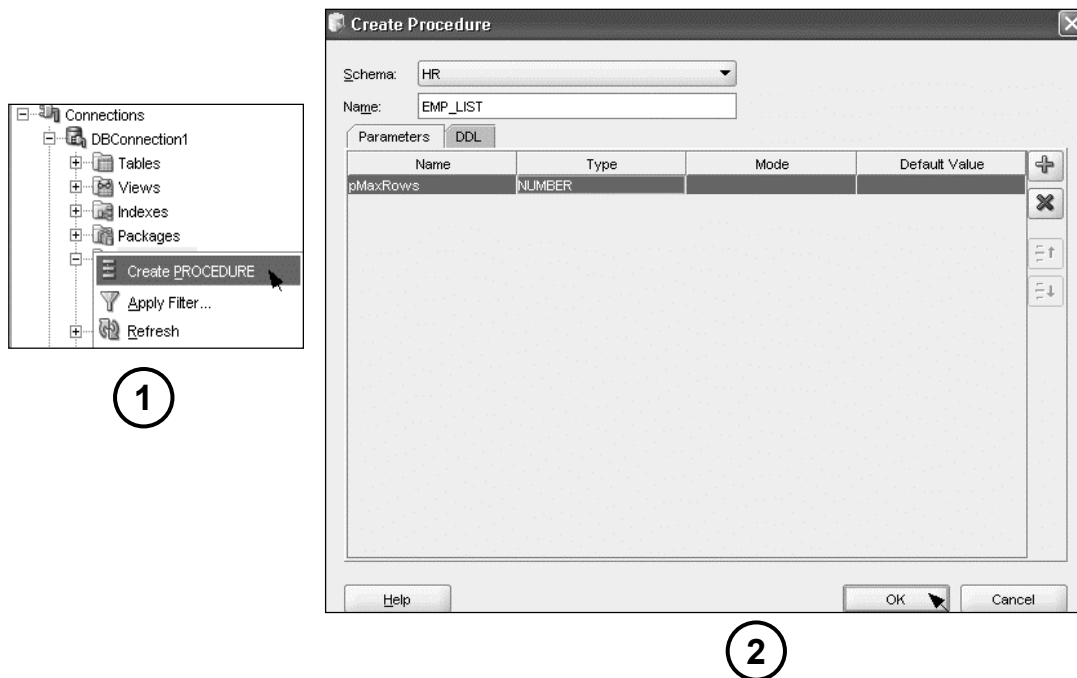 Connections
DBConnection1
Tables
Views
Indexes
Packages
Create PROCEDURE
Apply Filter...
Refresh
1
Create Procedure
Schema: HR
Name: EMP_LIST
Parameters DDL
Name Type Mode Default Value
pMaxRows NUMBER
Help OK Cancel
2